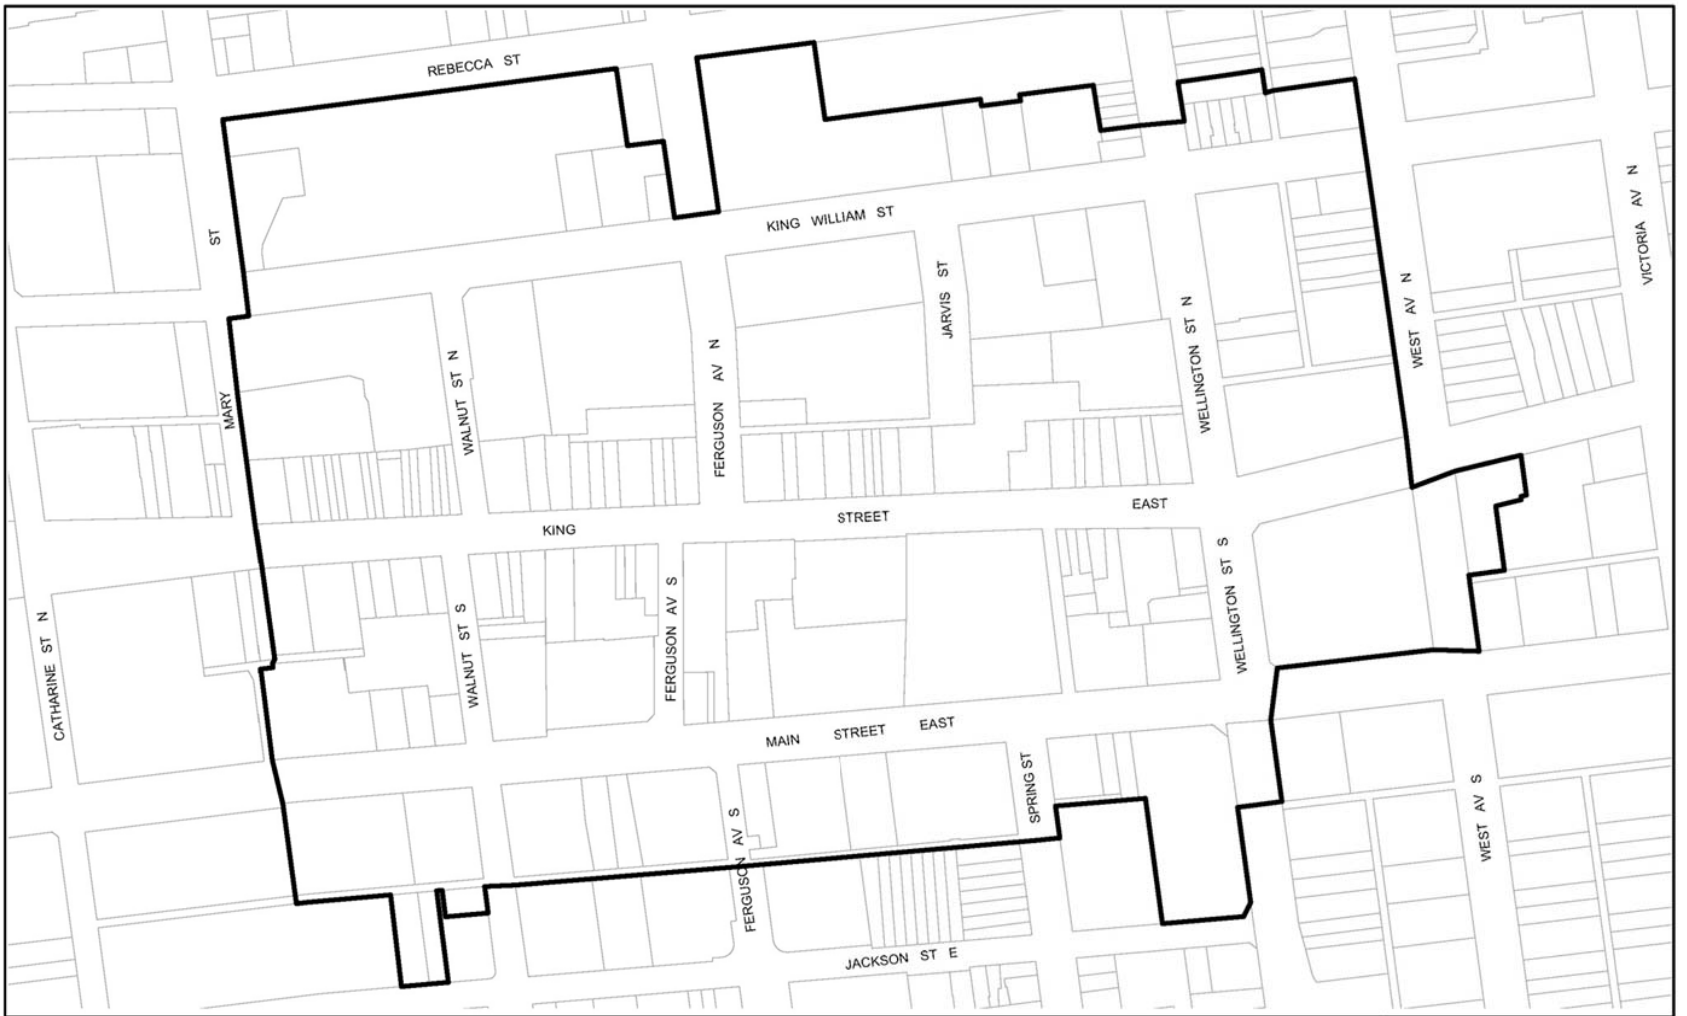 REBECCA ST
KING WILLIAM ST
ST
MARY
JARVIS ST
VICTORIA AV N
WEST AV N
WELLINGTON ST N
WALNUT ST N
FERGUSON AV N
KING STREET EAST
CATHARINE ST N
WALNUT ST S
FERGUSON AV S
WELLINGTON ST S
MAIN STREET EAST
SPRING ST
WEST AV S
FERGUSON AV S
JACKSON ST E